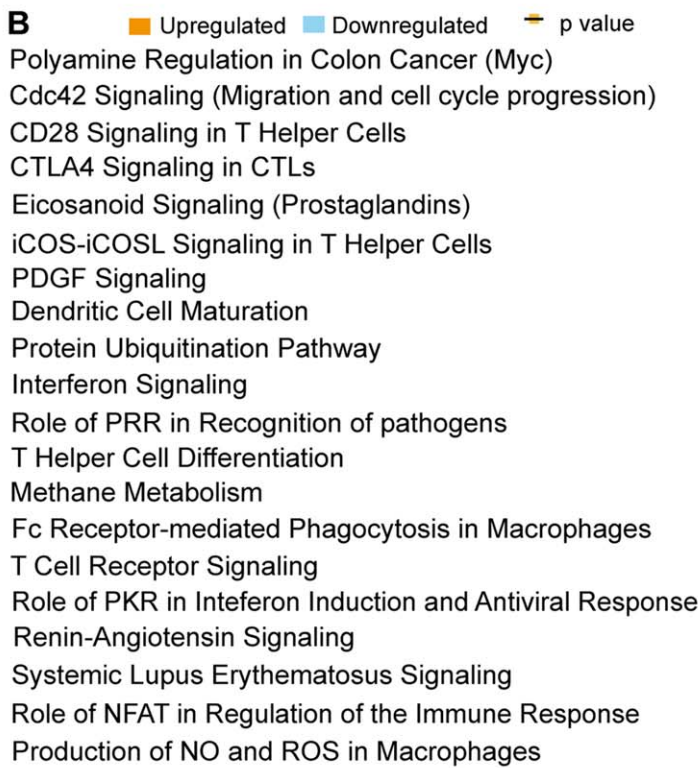 B Upregulated Downregulated p value
Polyamine Regulation in Colon Cancer (Myc)
Cdc42 Signaling (Migration and cell cycle progression)
CD28 Signaling in T Helper Cells
CTLA4 Signaling in CTLs
Eicosanoid Signaling (Prostaglandins)
iCOS-iCOSL Signaling in T Helper Cells
PDGF Signaling
Dendritic Cell Maturation
Protein Ubiquitination Pathway
Interferon Signaling
Role of PRR in Recognition of pathogens
T Helper Cell Differentiation
Methane Metabolism
Fc Receptor-mediated Phagocytosis in Macrophages
T Cell Receptor Signaling
Role of PKR in Inteferon Induction and Antiviral Response
Renin-Angiotensin Signaling
Systemic Lupus Erythematosus Signaling
Role of NFAT in Regulation of the Immune Response
Production of NO and ROS in Macrophages